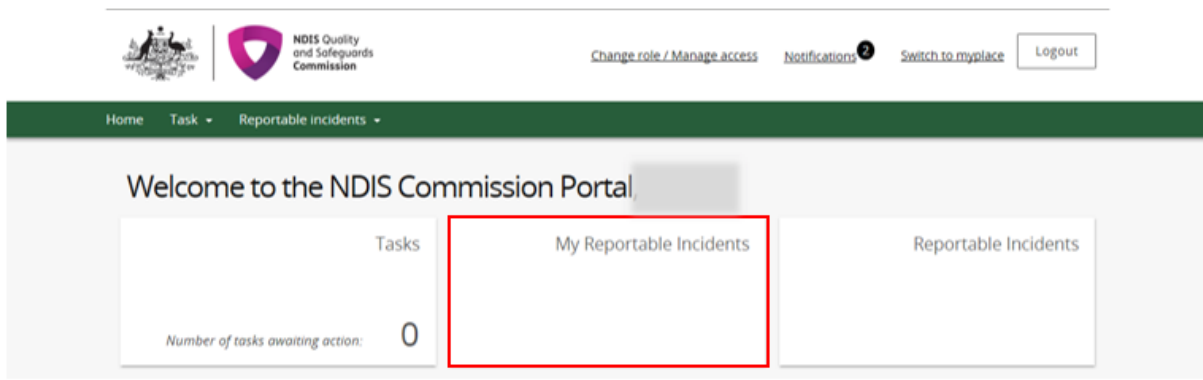 NDIS Quality
and Safeguards
Commission
Change role / Manage access
Notifications 2
Switch to myplace
Logout
Home Task Reportable incidents
Welcome to the NDIS Commission Portal,
Tasks
Number of tasks awaiting action: 0
My Reportable Incidents
Reportable Incidents